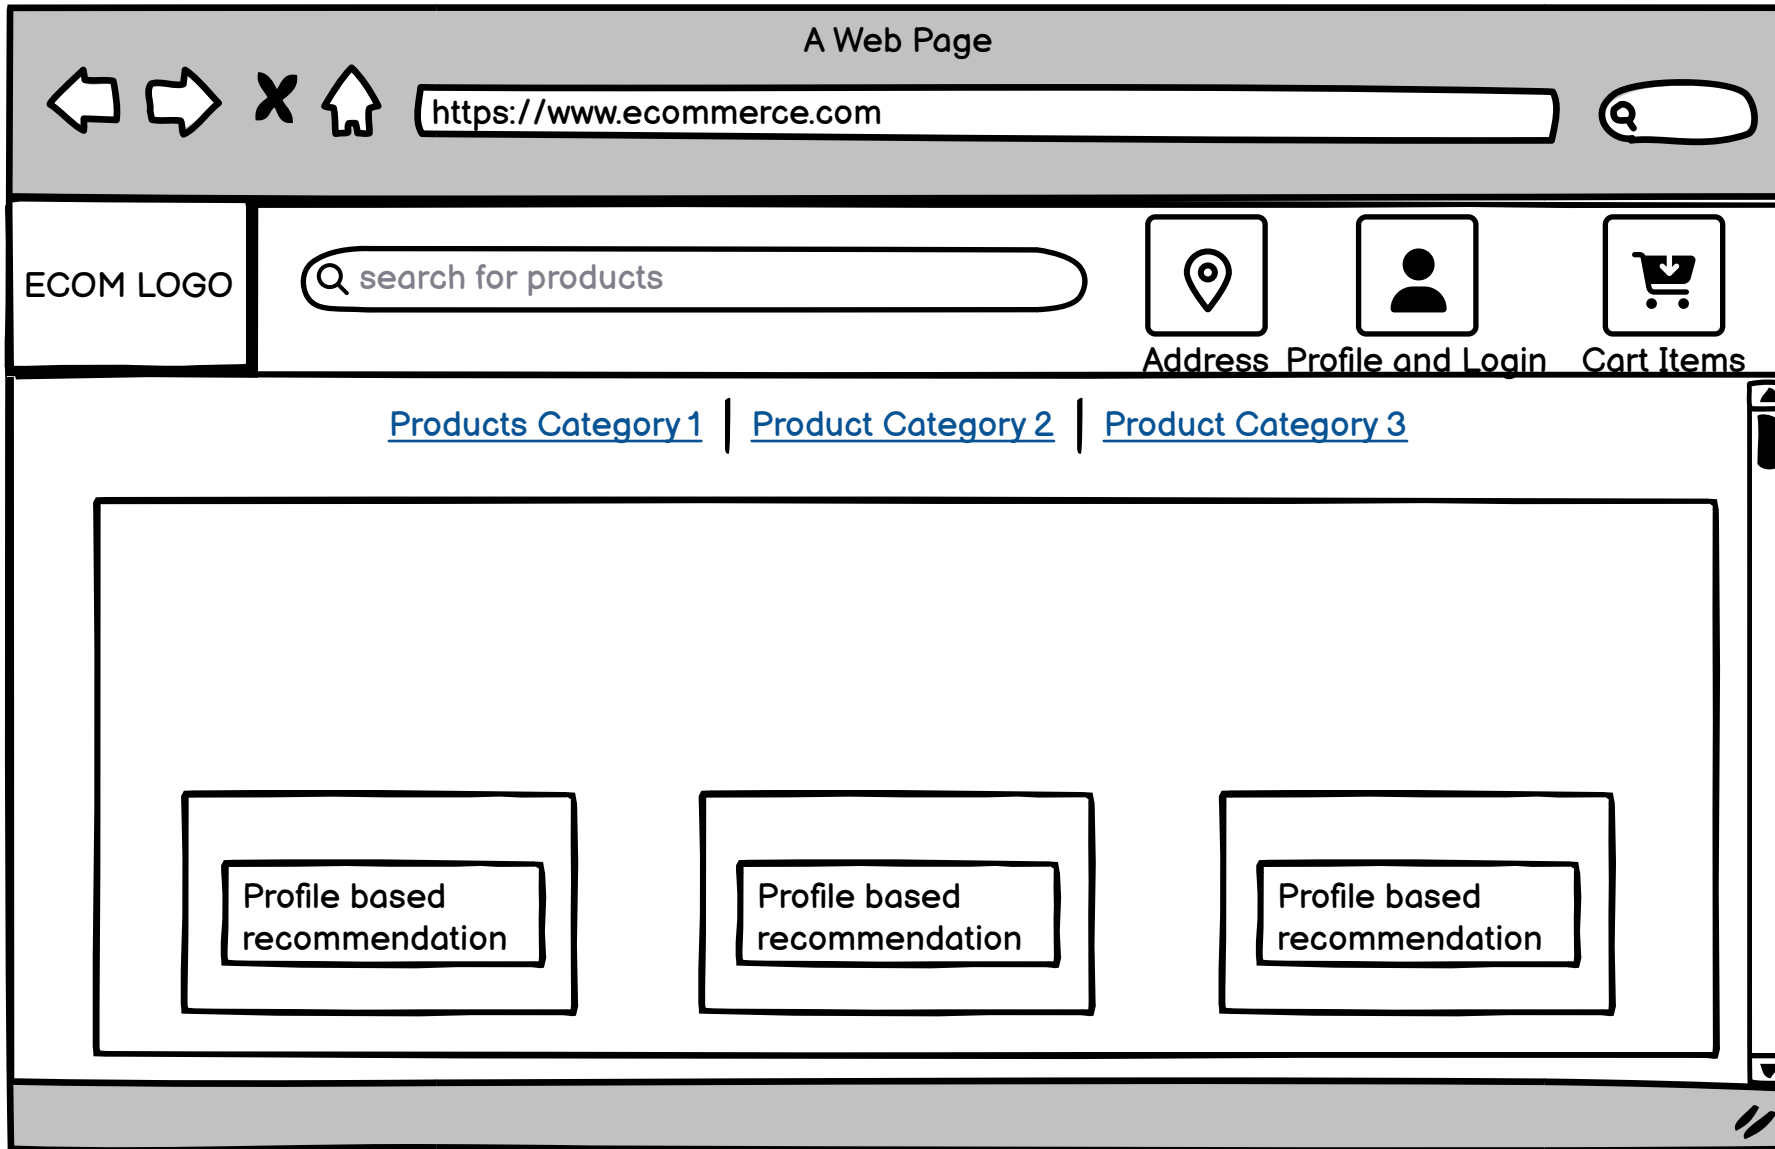 A Web Page
https://www.ecommerce.com
ECOM LOGO
search for products
Address
Profile and Login
Cart Items
Products Category 1
Product Category 2
Product Category 3
Profile based
recommendation
Profile based
recommendation
Profile based
recommendation